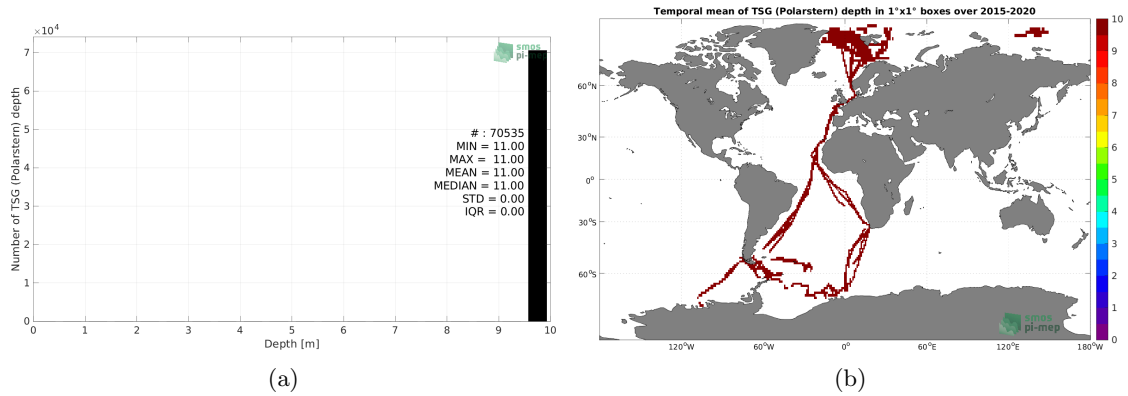 ×10⁴
7
6
5
4
3
2
1
0
Number of TSG (Polarstern) depth
smos
pi-mep
# : 70535
MIN = 11.00
MAX = 11.00
MEAN = 11.00
MEDIAN = 11.00
STD = 0.00
IQR = 0.00
0 1 2 3 4 5 6 7 8 9 10
Depth [m]
(a)
Temporal mean of TSG (Polarstern) depth in 1°x1° boxes over 2015-2020
60°N
30°N
0°
30°S
60°S
120°W 60°W 0° 60°E 120°E 180°W
smos
pi-mep
10
9
8
7
6
5
4
3
2
1
0
(b)